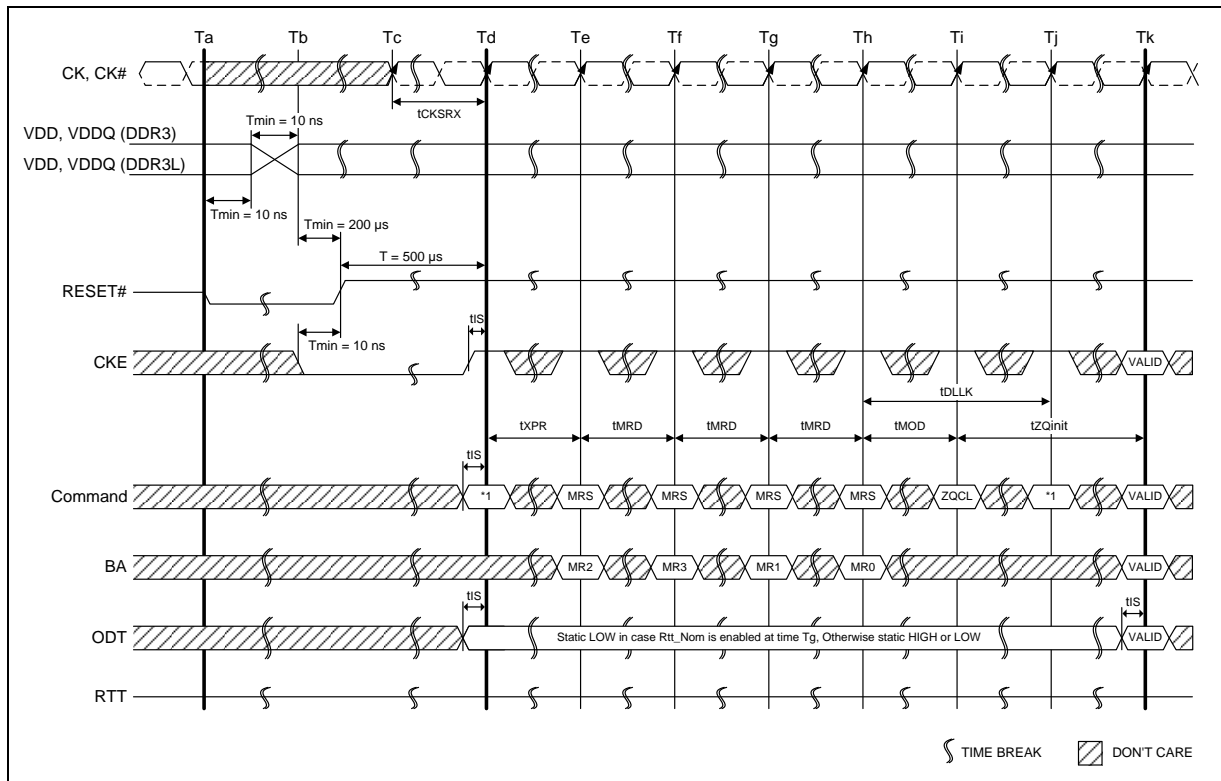 Ta Tb Tc Td Te Tf Tg Th Ti Tj Tk
CK, CK#
tCKSRX
Tmin = 10 ns
VDD, VDDQ (DDR3)
VDD, VDDQ (DDR3L)
Tmin = 10 ns
Tmin = 200 µs
T = 500 µs
RESET#
tIS
Tmin = 10 ns
CKE
VALID
tDLLK
tXPR tMRD tMRD tMRD tMOD tZQinit
tIS
Command *1 MRS MRS MRS MRS ZQCL *1 VALID
BA MR2 MR3 MR1 MR0 VALID
tIS tIS
ODT Static LOW in case Rtt_Nom is enabled at time Tg, Otherwise static HIGH or LOW VALID
RTT
TIME BREAK DON'T CARE